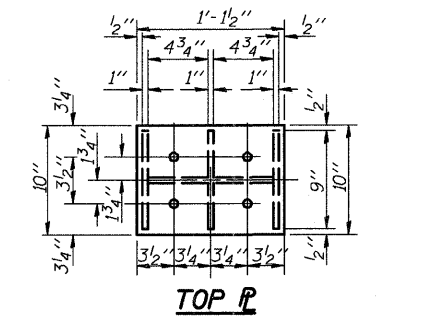 1/2" 1'-1 1/2" 1/2"
4 3/4" 4 3/4"
1" 1" 1"
3 1/4" 1/2"
10" 3 1/2" 1 3/4" 1 3/4" 9" 10"
3 1/4" 1/2"
3 1/2" 3 1/4" 3 1/4" 3 1/2"
TOP ℄